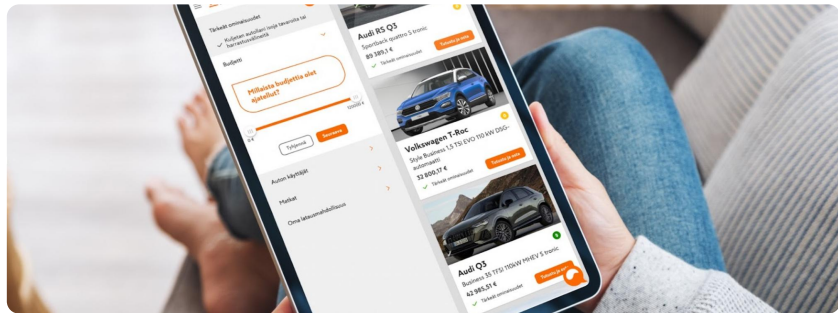 Tärkeät ominaisuudet
Kuljetan autollani isoja tavaroita tai
harrastusvälineitä
Budjetti
Millaista budjettia olet
ajatellut?
0 €
Tyhjennä
Seuraava
Auton käyttäjät
Matkat
Oma latausmahdollisuus
Audi RS Q3
Sportback quattro S tronic
89 389,1 €
Tutustu ja osta
Tärkeät ominaisuudet
Volkswagen T-Roc
Style Business 1,5 TSI EVO 110 kW DSG-
automaatti
32 800,17 €
Tutustu ja osta
Tärkeät ominaisuudet
Audi Q3
Business 35 TFSI 110kW MHEV S tronic
42 985,51 €
Tutustu ja
Tärkeät ominaisuudet